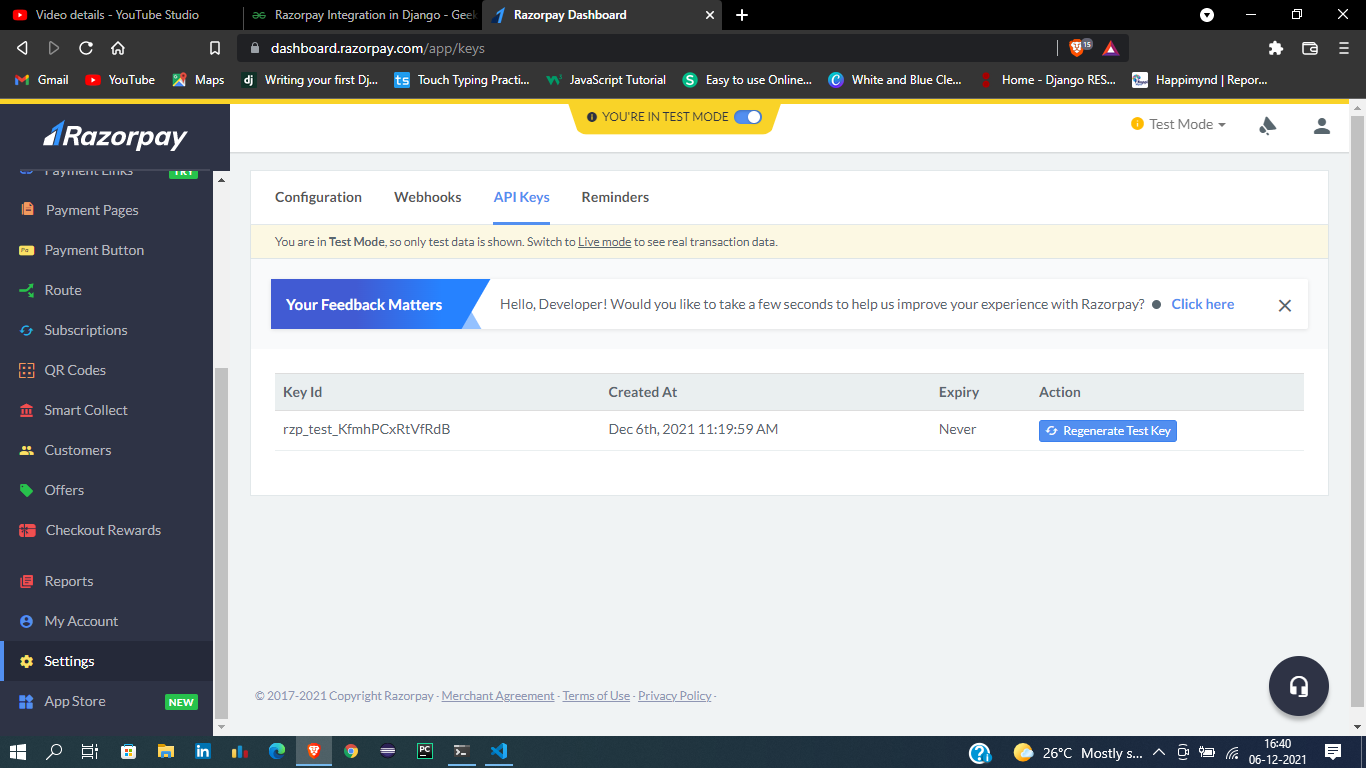 Video details - YouTube Studio
Razorpay Integration in Django - Geek
Razorpay Dashboard
dashboard.razorpay.com/app/keys
15
Gmail
YouTube
Maps
dj
Writing your first Dj...
ts
Touch Typing Practi...
JavaScript Tutorial
S
Easy to use Online...
C
White and Blue Cle...
Home - Django RES...
Happimynd | Repor...
Razorpay
YOU'RE IN TEST MODE
Test Mode
Payment Links
TRY
Payment Pages
Payment Button
Route
Subscriptions
QR Codes
Smart Collect
Customers
Offers
Checkout Rewards
Reports
My Account
Settings
App Store
NEW
Configuration
Webhooks
API Keys
Reminders
You are in Test Mode, so only test data is shown. Switch to Live mode to see real transaction data.
Your Feedback Matters
Hello, Developer! Would you like to take a few seconds to help us improve your experience with Razorpay?
Click here
Key Id
Created At
Expiry
Action
rzp_test_KfmhPCxRtVfRdB
Dec 6th, 2021 11:19:59 AM
Never
Regenerate Test Key
© 2017-2021 Copyright Razorpay · Merchant Agreement · Terms of Use · Privacy Policy ·
in
PC
26°C Mostly s...
16:40
06-12-2021